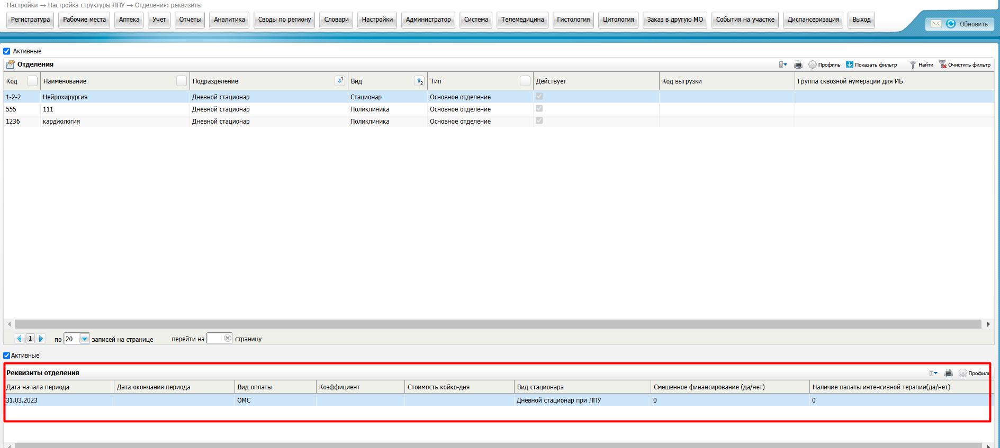 Настройки → Настройка структуры ЛПУ → Отделения: реквизиты
Регистратура Рабочие места Аптека Учет Отчеты Аналитика Своды по региону Словари Настройки Администратор Система Телемедицина Гистология Цитология Заказ в другую МО События на участке Диспансеризация Выход Обновить
Активные
Отделения Профиль Показать фильтр Найти Очистить фильтр
Код Наименование Подразделение 1 Вид 2 Тип Действует Код выгрузки Группа сквозной нумерации для ИБ
1-2-2 Нейрохирургия Дневной стационар Стационар Основное отделение
555 111 Дневной стационар Поликлиника Основное отделение
1236 кардиология Дневной стационар Поликлиника Основное отделение
1 по 20 записей на странице перейти на страницу
Активные
Реквизиты отделения Профиль
Дата начала периода Дата окончания периода Вид оплаты Коэффициент Стоимость койко-дня Вид стационара Смешенное финансирование (да/нет) Наличие палаты интенсивной терапии(да/нет)
31.03.2023 ОМС Дневной стационар при ЛПУ 0 0